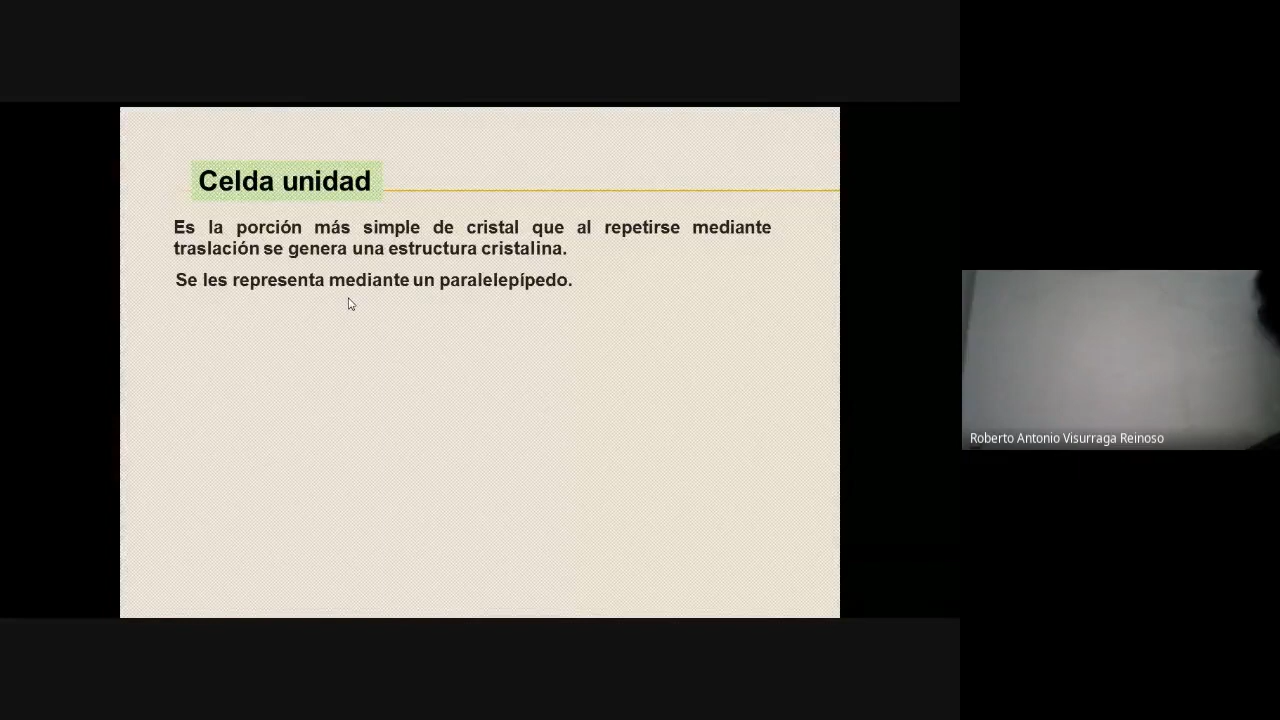 Celda unidad
Es la porción más simple de cristal que al repetirse mediante
traslación se genera una estructura cristalina.
Se les representa mediante un paralelepípedo.
Roberto Antonio Visurraga Reinoso